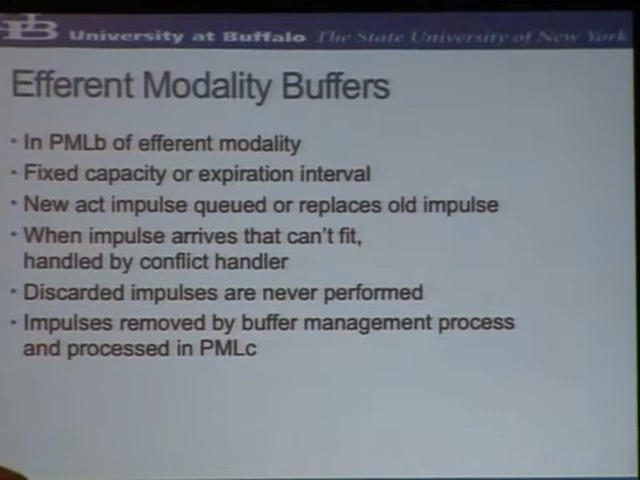 University at Buffalo The State University of New York
Efferent Modality Buffers
• In PMLb of efferent modality
• Fixed capacity or expiration interval
• New act impulse queued or replaces old impulse
• When impulse arrives that can't fit,
handled by conflict handler
• Discarded impulses are never performed
• Impulses removed by buffer management process
and processed in PMLc